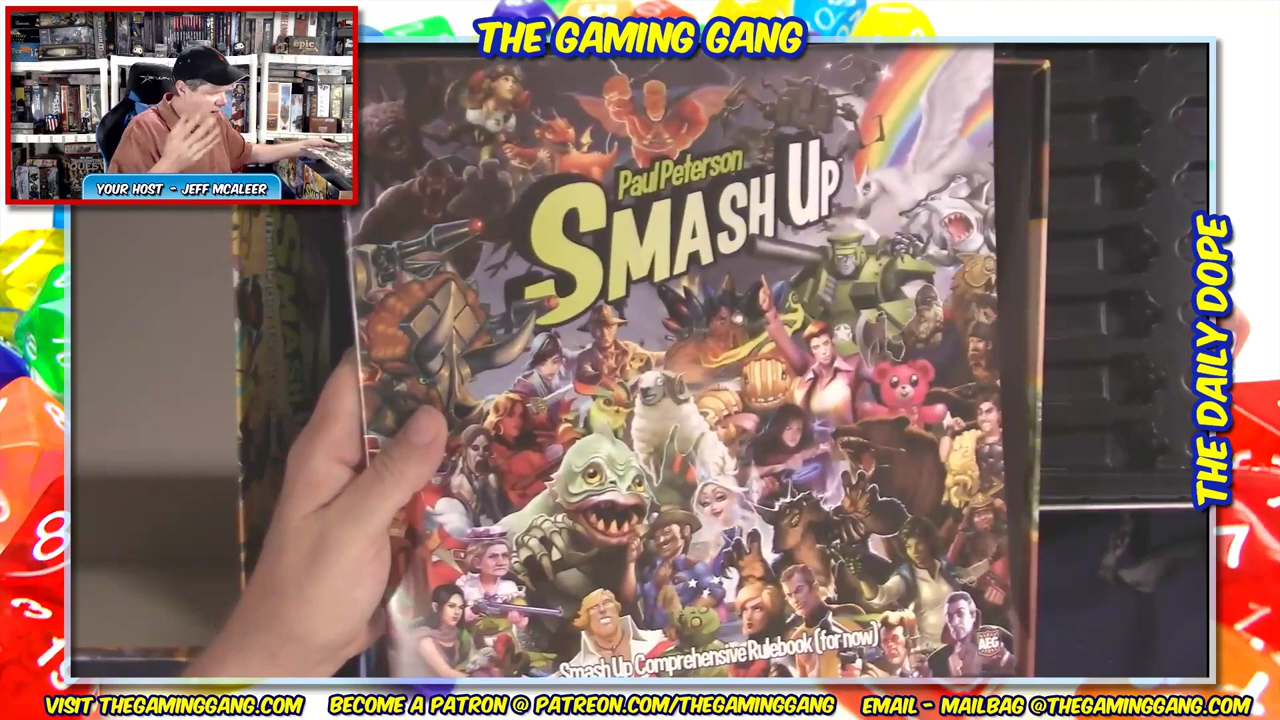 THE GAMING GANG
epic
YOUR HOST - JEFF MCALEER
Paul Peterson
SMASH UP
THE DAILY DOPE
Smash Up Comprehensive Rulebook (for now)
AEG
VISIT THEGAMINGGANG.COM BECOME A PATRON @ PATREON.COM/THEGAMINGGANG EMAIL - MAILBAG @THEGAMINGGANG.COM